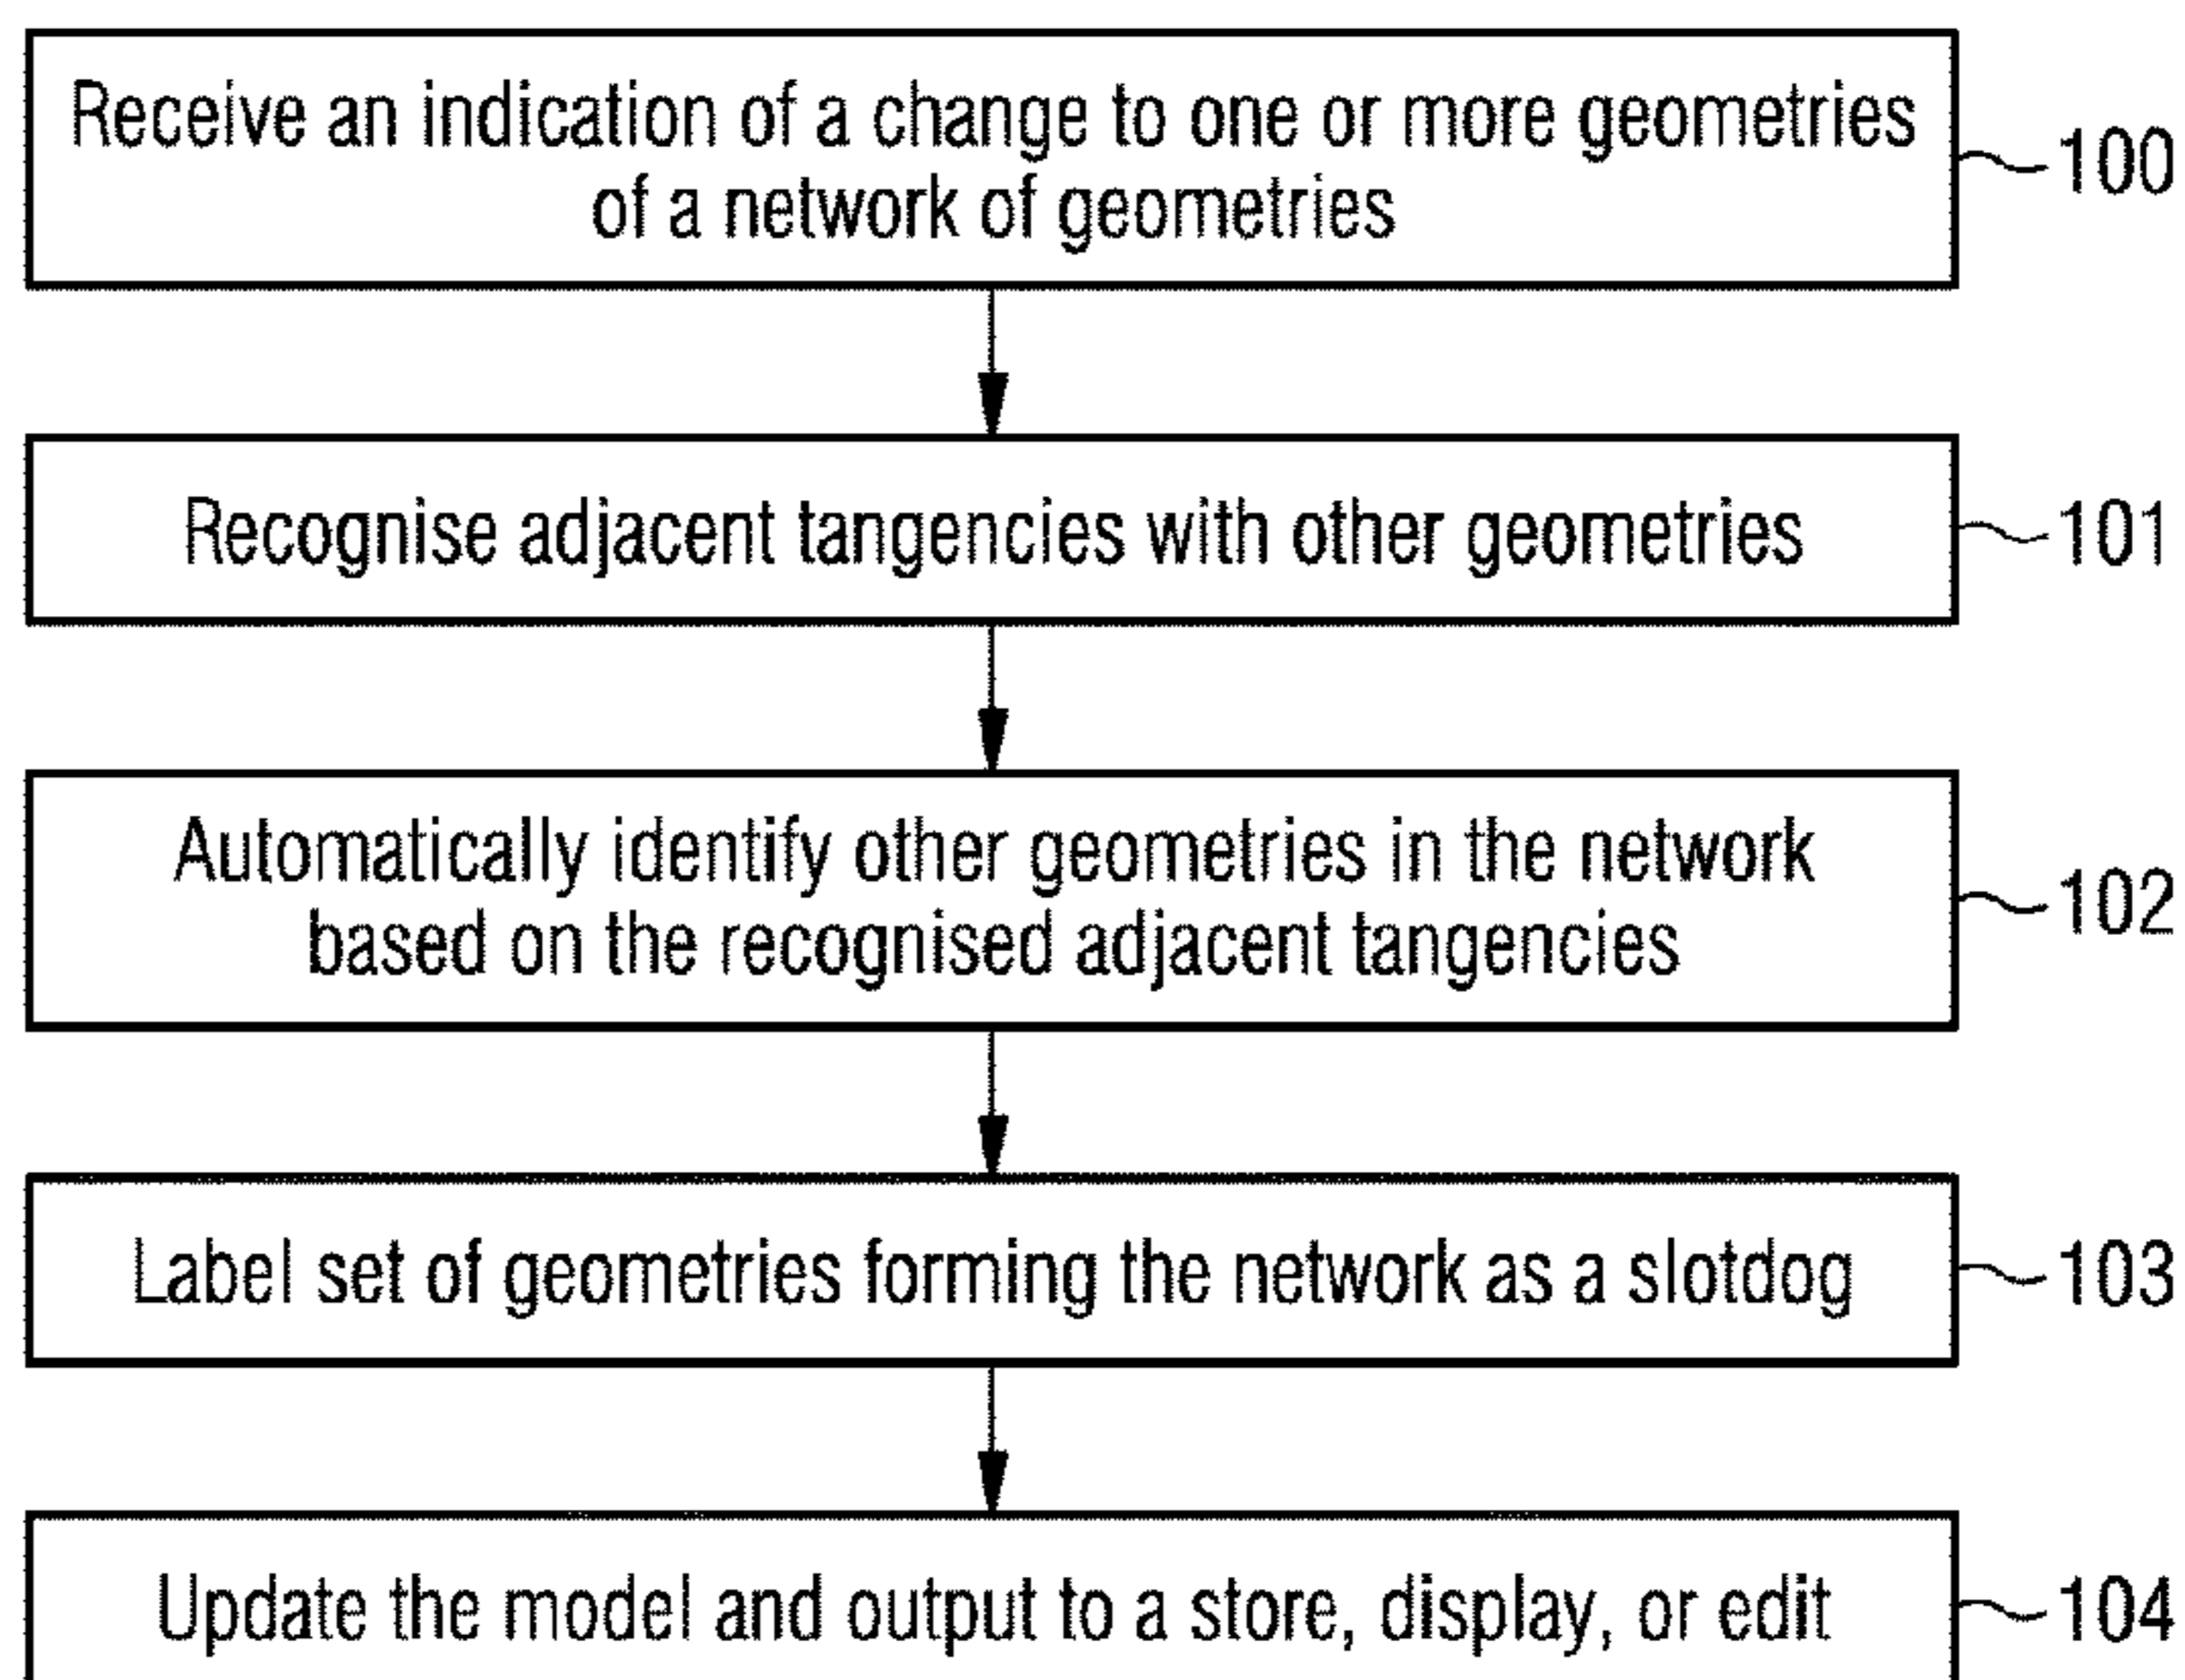 Receive an indication of a change to one or more geometries
of a network of geometries
100
Recognise adjacent tangencies with other geometries
101
Automatically identify other geometries in the network
based on the recognised adjacent tangencies
102
Label set of geometries forming the network as a slotdog
103
Update the model and output to a store, display, or edit
104